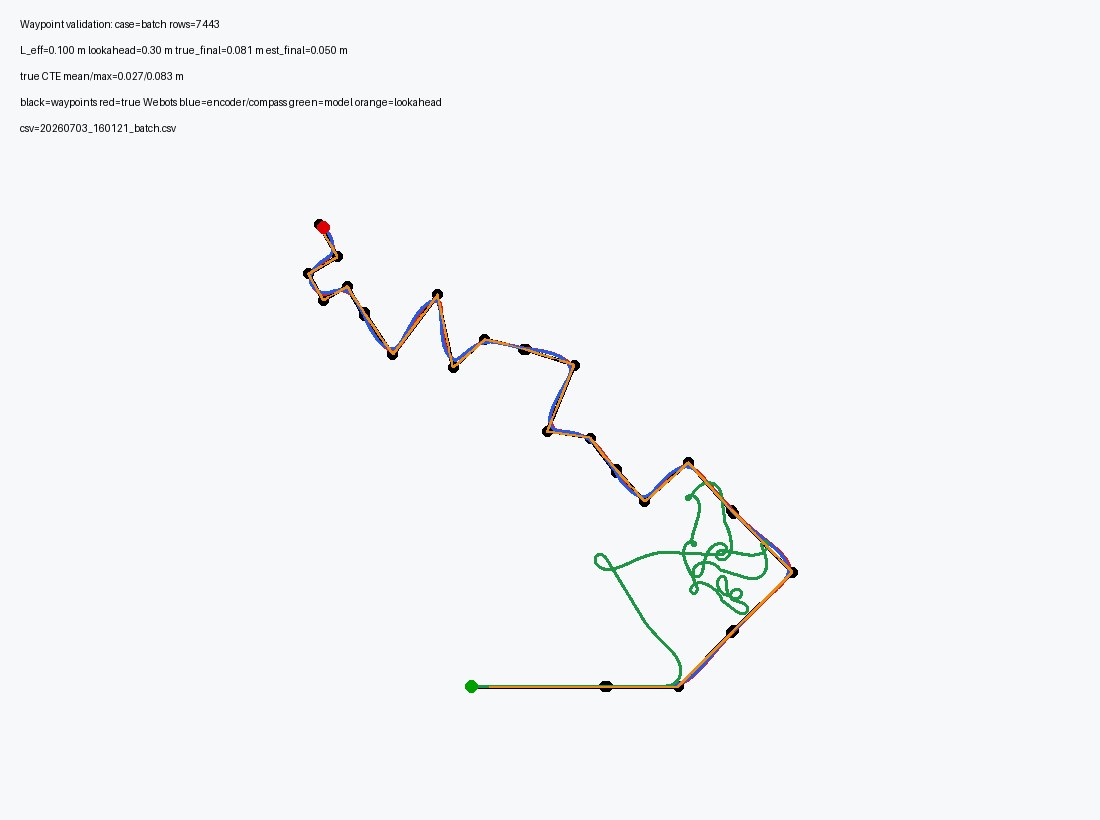 Waypoint validation: case=batch rows=7443
L_eff=0.100 m lookahead=0.30 m true_final=0.081 m est_final=0.050 m
true CTE mean/max=0.027/0.083 m
black=waypoints red=true Webots blue=encoder/compass green=model orange=lookahead
csv=20260703_160121_batch.csv